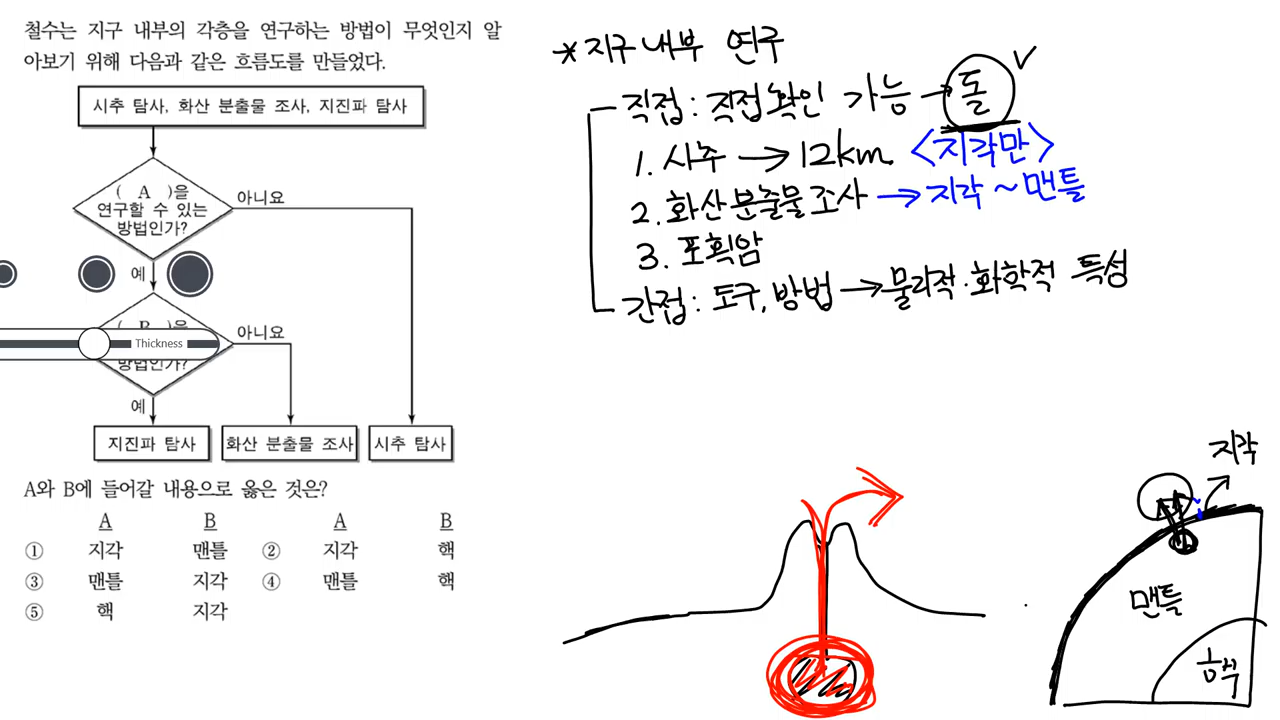 철수는 지구 내부의 각층을 연구하는 방법이 무엇인지 알
아보기 위해 다음과 같은 흐름도를 만들었다.
시추 탐사, 화산 분출물 조사, 지진파 탐사
( A )을
연구할 수 있는
방법인가?
아니요
예
( B )을
방법인가?
아니요
Thickness
예
지진파 탐사
화산 분출물 조사
시추 탐사
A와 B에 들어갈 내용으로 옳은 것은?
A B A B
① 지각 맨틀 ② 지각 핵
③ 맨틀 지각 ④ 맨틀 핵
⑤ 핵 지각
* 지구 내부 연구
직접 : 직접 확인 가능 → 돌 ✓
1. 시추 → 12km. <지각만>
2. 화산분출물조사 → 지각 ~ 맨틀
3. 포획암
간접 : 도구, 방법 → 물리적·화학적 특성
지각
맨틀
핵